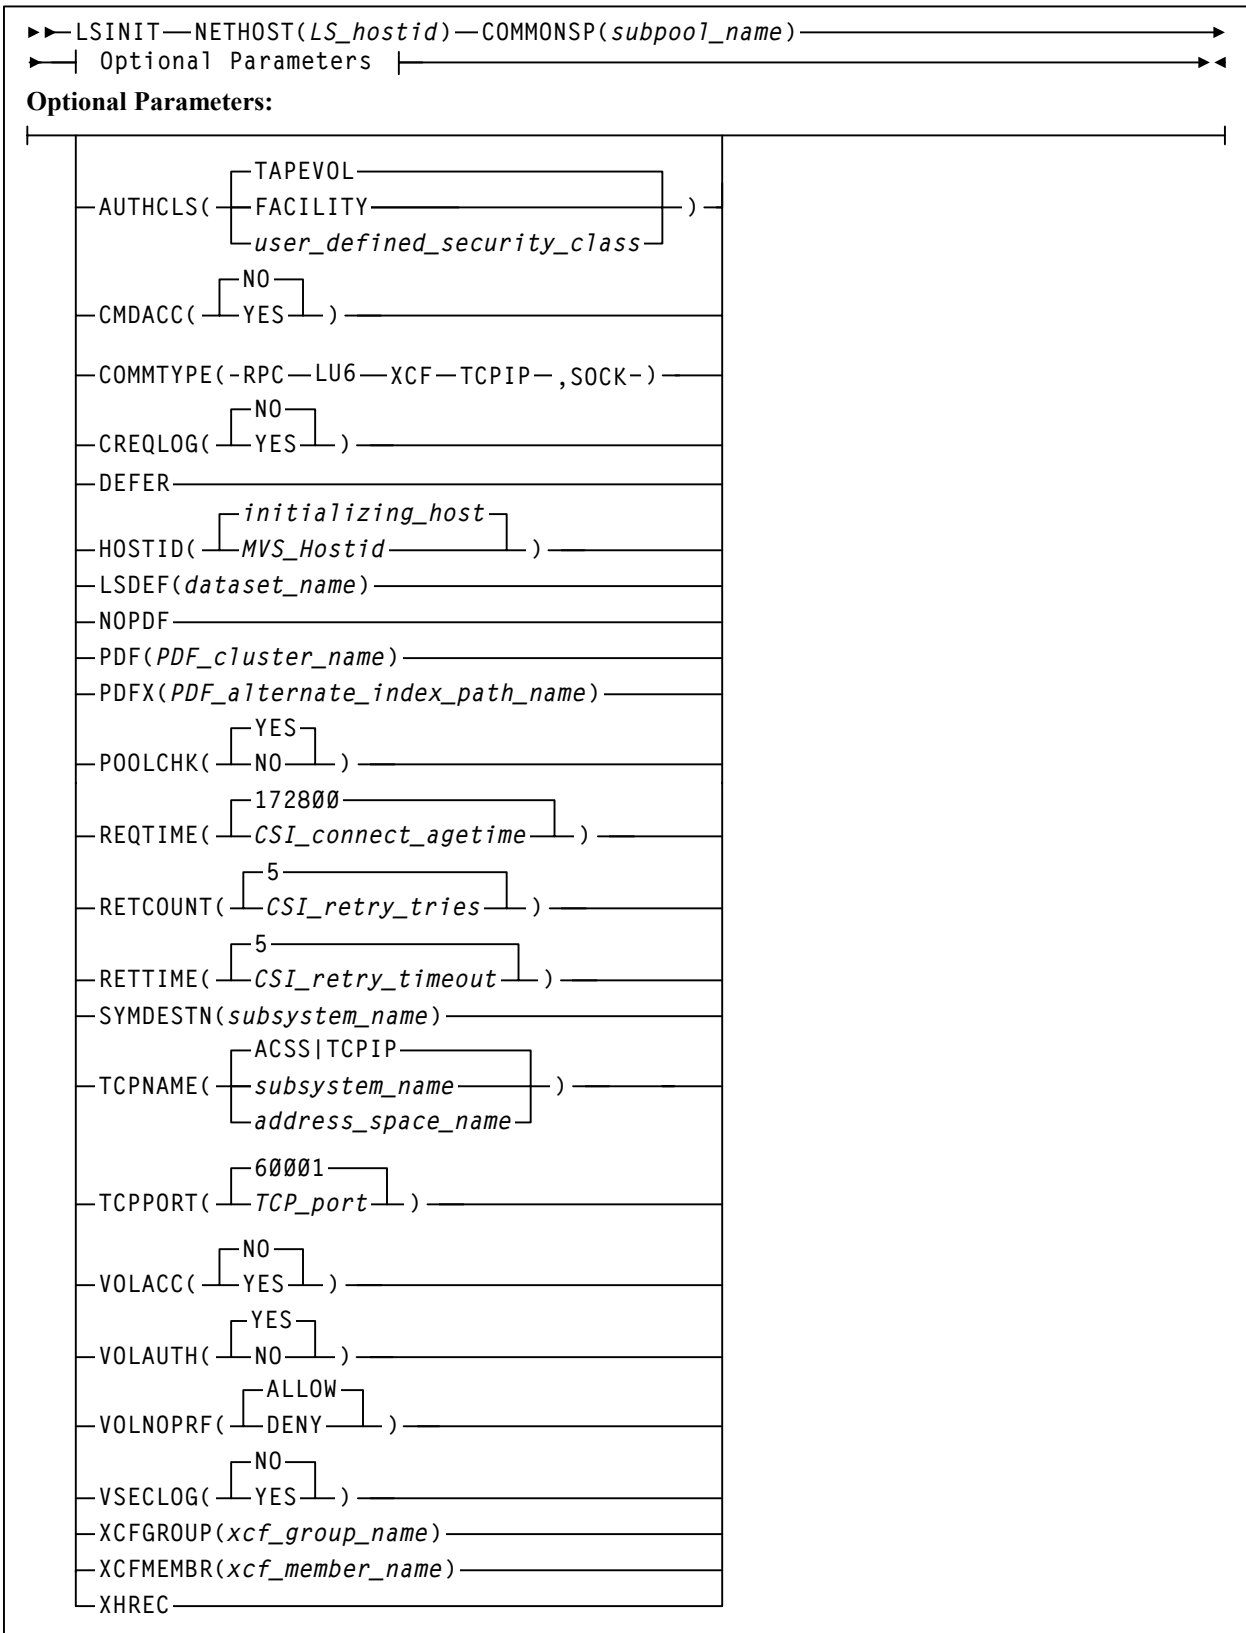 LSINIT NETHOST(LS_hostid) COMMONSP(subpool_name)
Optional Parameters
Optional Parameters:
TAPEVOL
AUTHCLS( FACILITY )
user_defined_security_class
NO
CMDACC( YES )
COMMTYPE( RPC LU6 XCF TCPIP ,SOCK )
NO
CREQLOG( YES )
DEFER
initializing_host
HOSTID( MVS_Hostid )
LSDEF(dataset_name)
NOPDF
PDF(PDF_cluster_name)
PDFX(PDF_alternate_index_path_name)
YES
POOLCHK( NO )
1728ØØ
REQTIME( CSI_connect_agetime )
5
RETCOUNT( CSI_retry_tries )
5
RETTIME( CSI_retry_timeout )
SYMDESTN(subsystem_name)
ACSS|TCPIP
TCPNAME( subsystem_name )
address_space_name
6ØØØ1
TCPPORT( TCP_port )
NO
VOLACC( YES )
YES
VOLAUTH( NO )
ALLOW
VOLNOPRF( DENY )
NO
VSECLOG( YES )
XCFGROUP(xcf_group_name)
XCFMEMBR(xcf_member_name)
XHREC